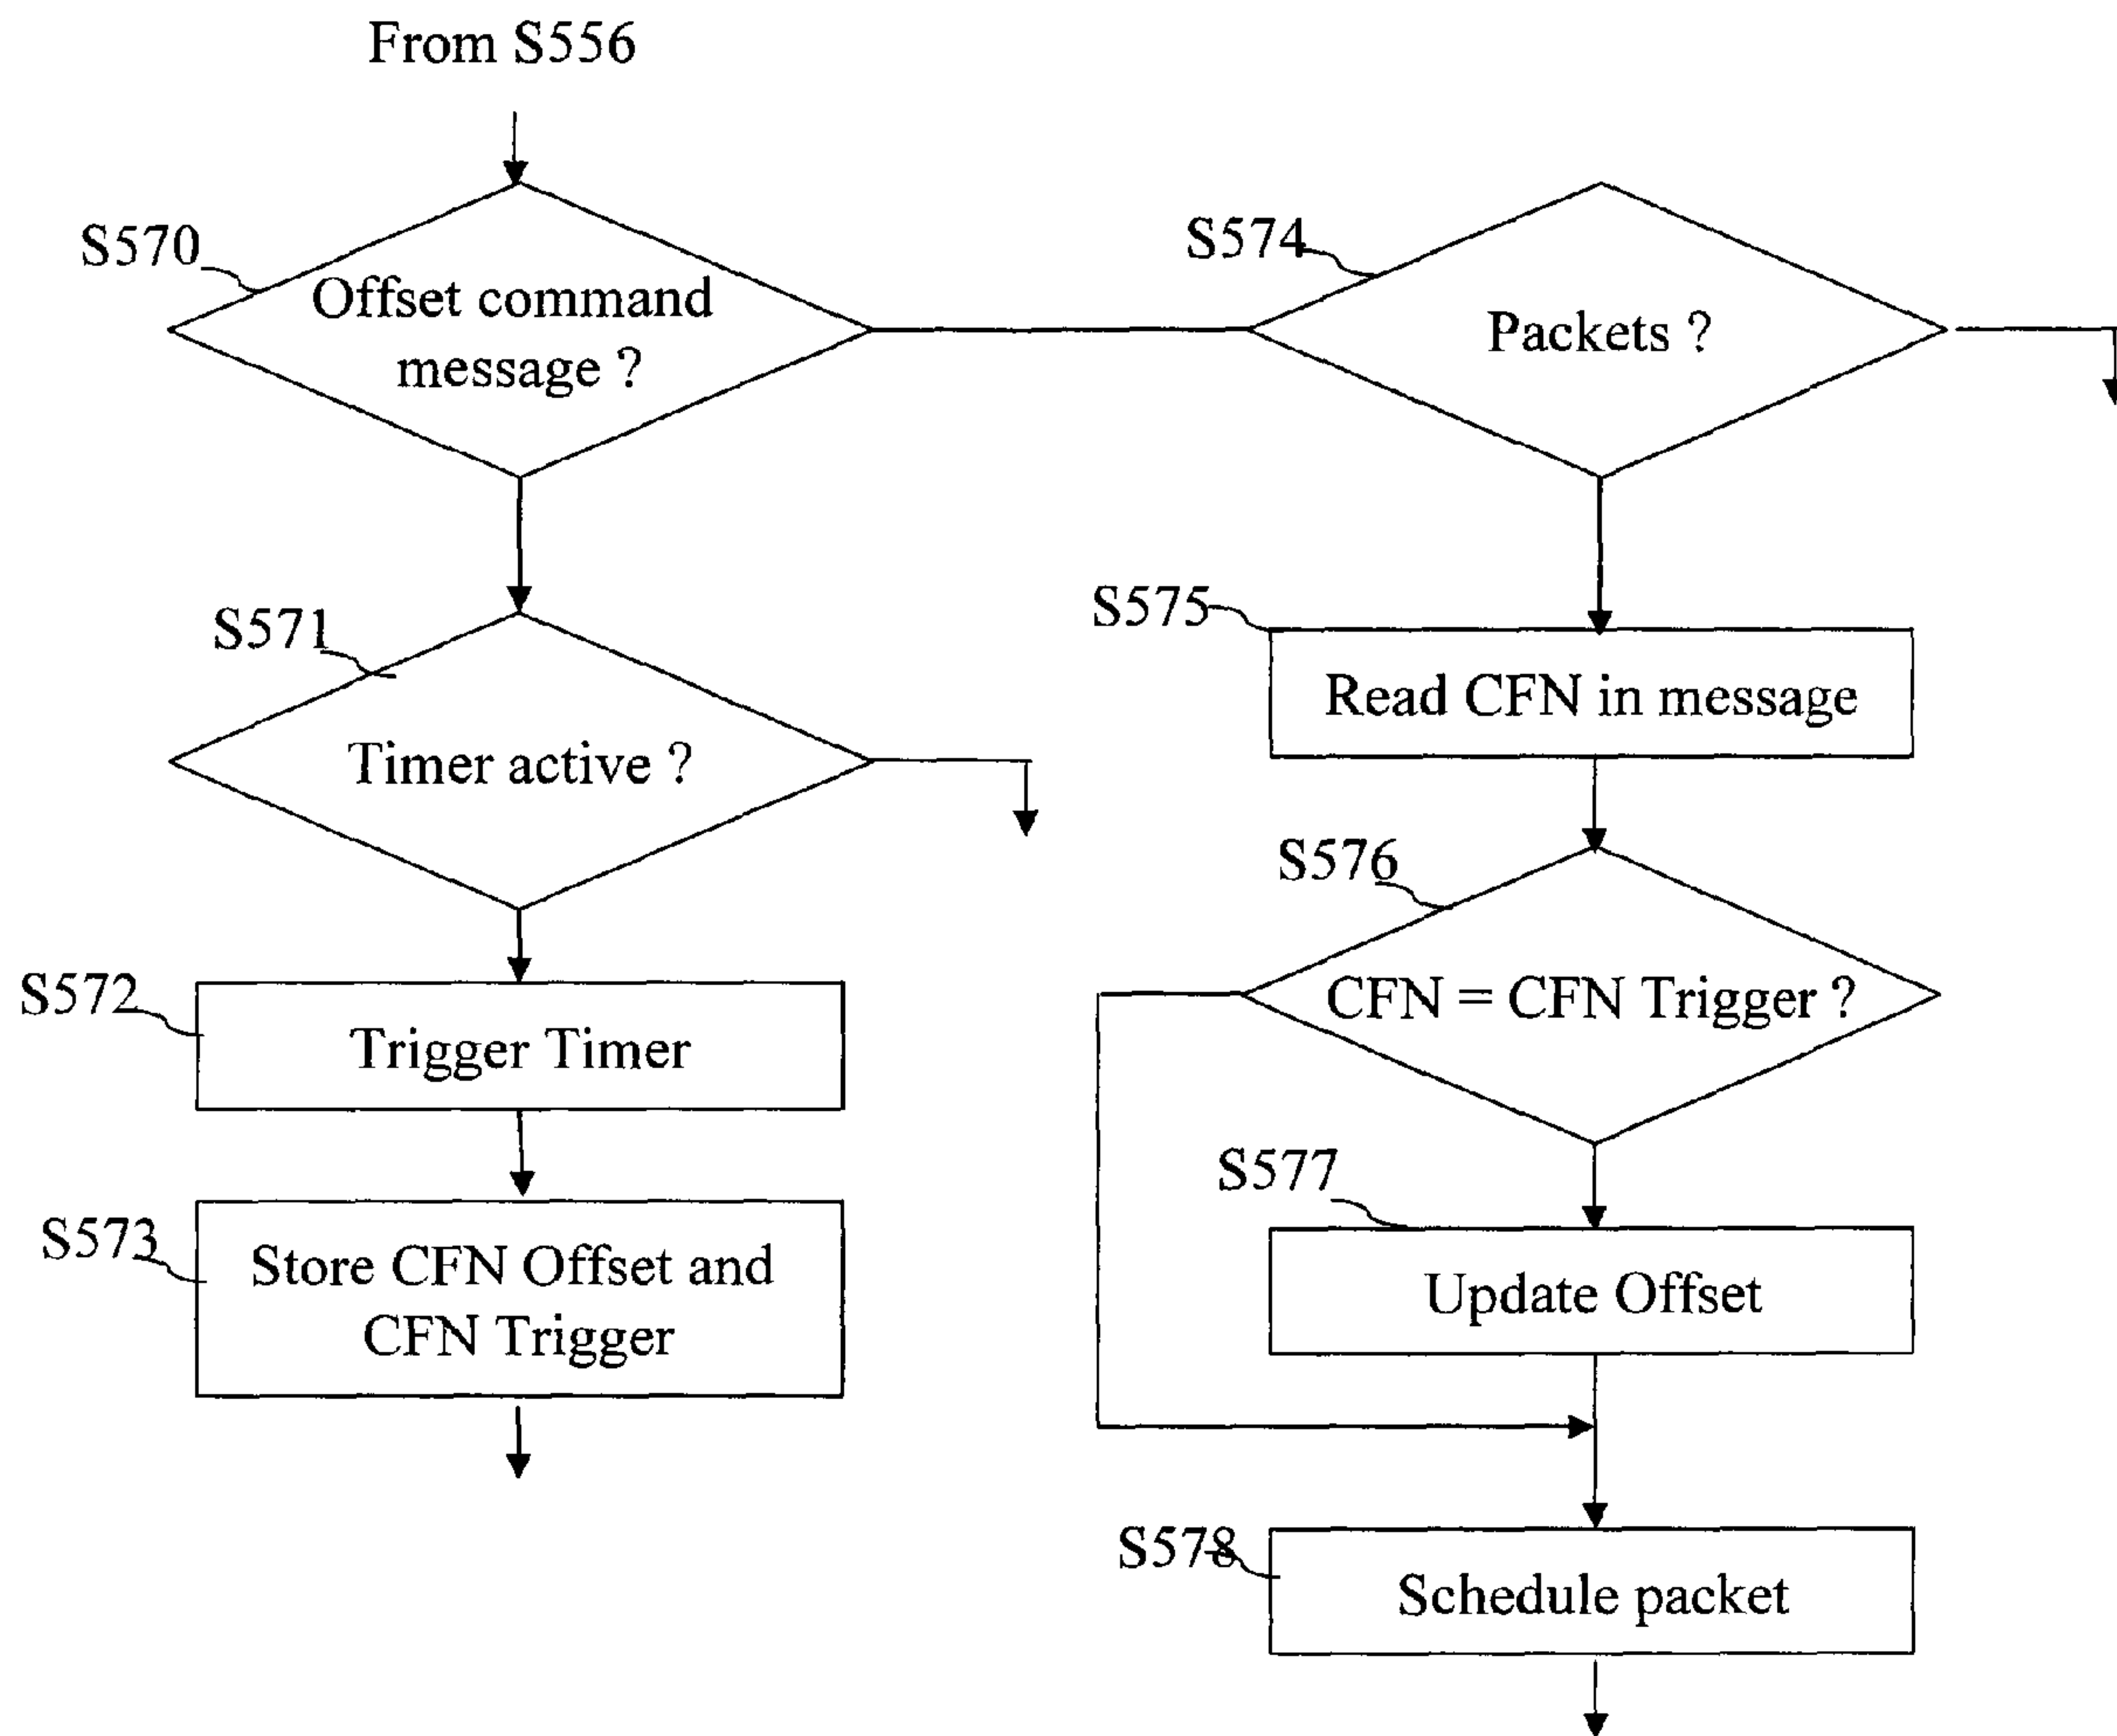 From S556
S570
Offset command
message ?
S574
Packets ?
S571
Timer active ?
S575
Read CFN in message
S576
CFN = CFN Trigger ?
S572
Trigger Timer
S577
Update Offset
S573
Store CFN Offset and
CFN Trigger
S578
Schedule packet